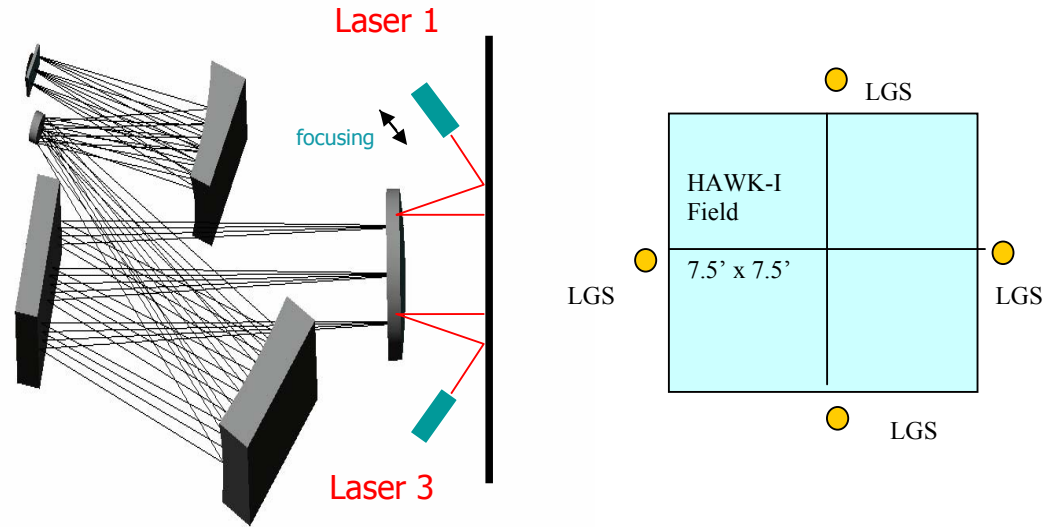 Laser 1
focusing
Laser 3
LGS
HAWK-I
Field
7.5’ x 7.5’
LGS
LGS
LGS